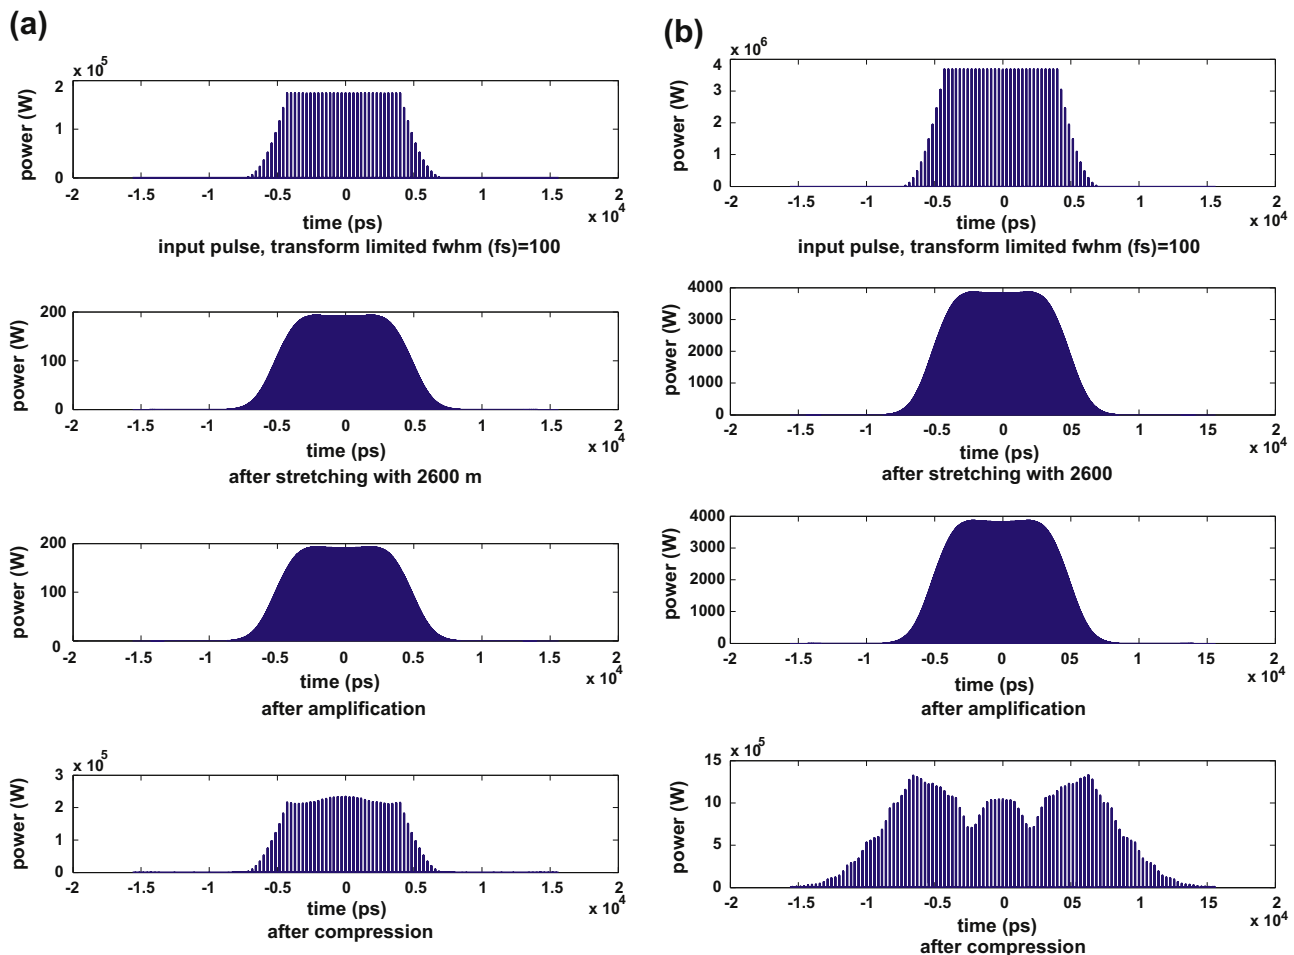 (a)
x 10^5
power (W)
2
1
0
-2 -1.5 -1 -0.5 0 0.5 1 1.5 2
x 10^4
time (ps)
input pulse, transform limited fwhm (fs)=100
power (W)
200
100
0
-2 -1.5 -1 -0.5 0 0.5 1 1.5 2
x 10^4
time (ps)
after stretching with 2600 m
power (W)
200
100
0
-2 -1.5 -1 -0.5 0 0.5 1 1.5 2
x 10^4
time (ps)
after amplification
x 10^5
power (W)
3
2
1
0
-2 -1.5 -1 -0.5 0 0.5 1 1.5 2
x 10^4
time (ps)
after compression
(b)
x 10^6
power (W)
4
3
2
1
0
-2 -1.5 -1 -0.5 0 0.5 1 1.5 2
x 10^4
time (ps)
input pulse, transform limited fwhm (fs)=100
power (W)
4000
3000
2000
1000
0
-2 -1.5 -1 -0.5 0 05 1 1.5 2
x 10^4
time (ps)
after stretching with 2600
power (W)
4000
3000
2000
1000
0
-2 -1.5 -1 -0.5 0 05 1 1.5 2
x 10^4
time (ps)
after amplification
x 10^5
power (W)
15
10
5
0
-2 -1.5 -1 -0.5 0 0.5 1 1.5 2
x 10^4
time (ps)
after compression